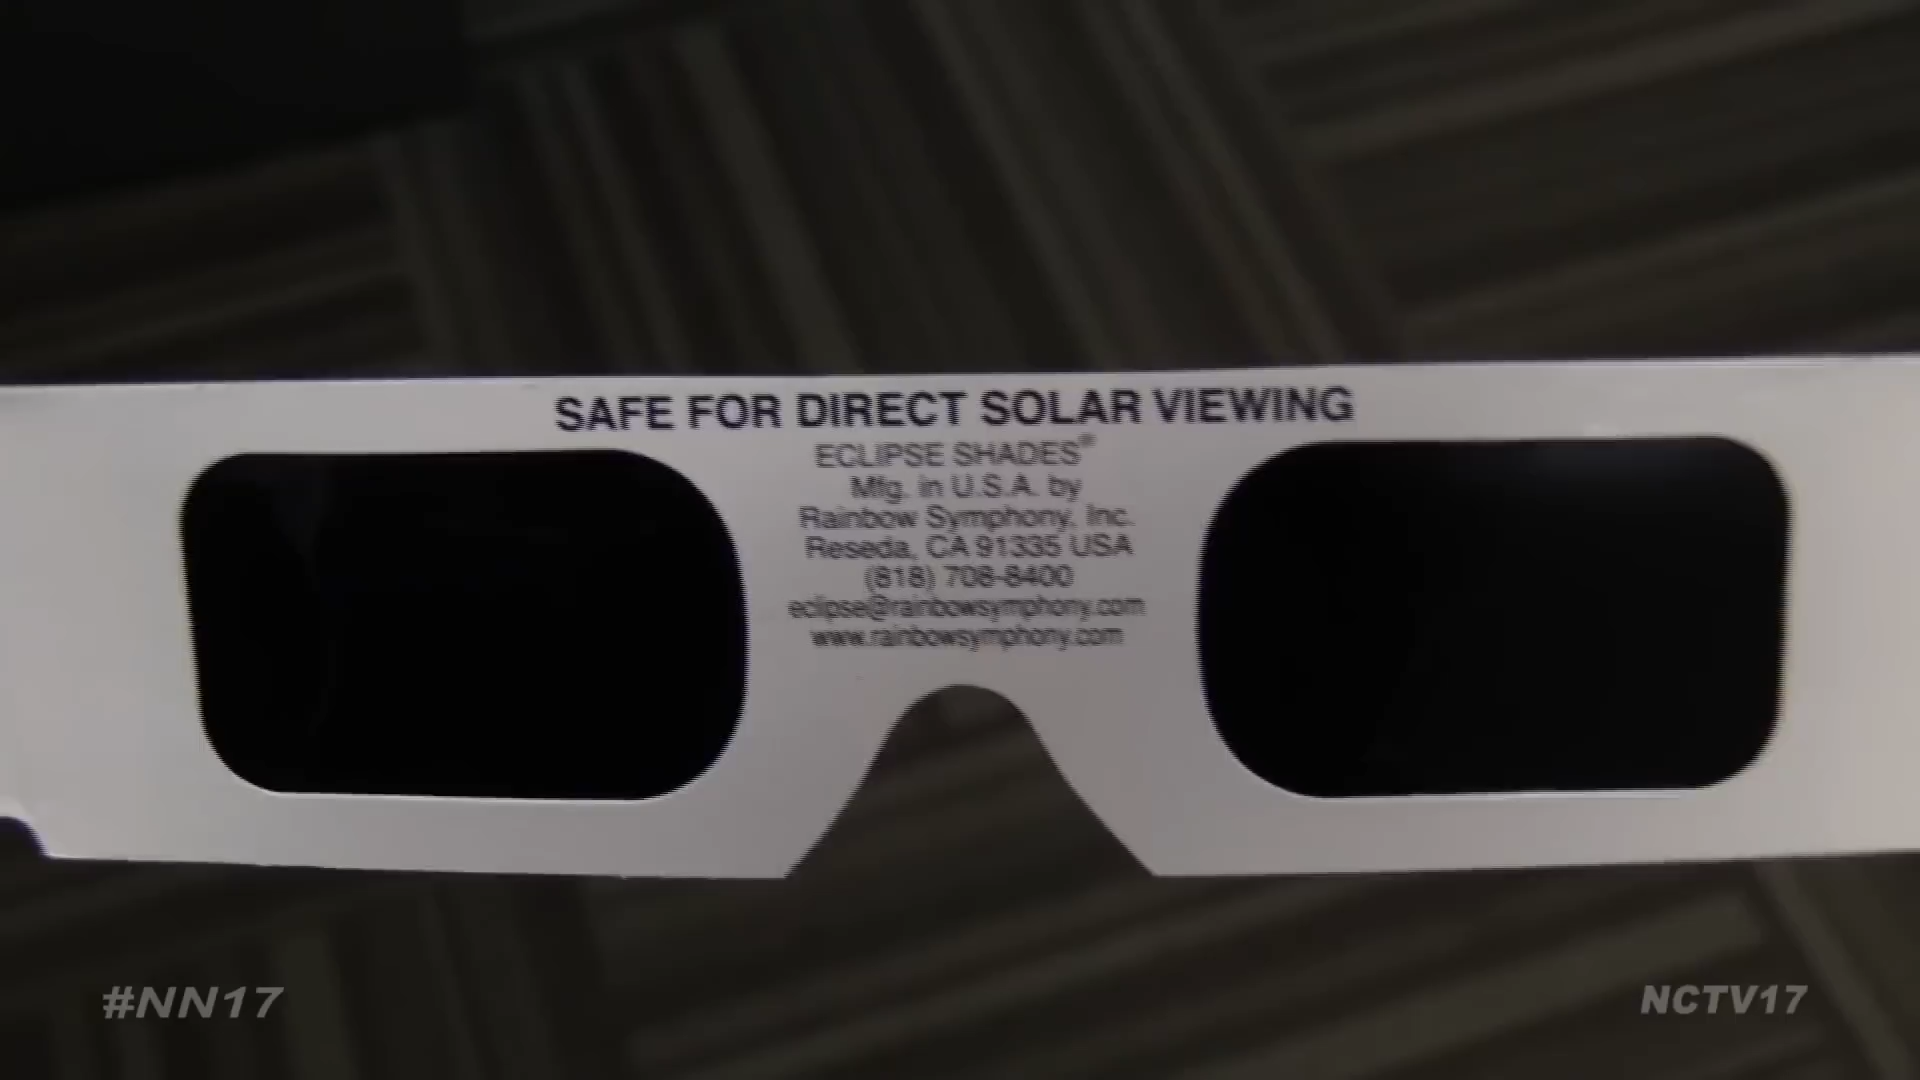 SAFE FOR DIRECT SOLAR VIEWING
ECLIPSE SHADES®
Mfg. in U.S.A. by
Rainbow Symphony, Inc.
Reseda, CA 91335 USA
(818) 708-8400
eclipse@rainbowsymphony.com
www.rainbowsymphony.com
#NN17
NCTV17